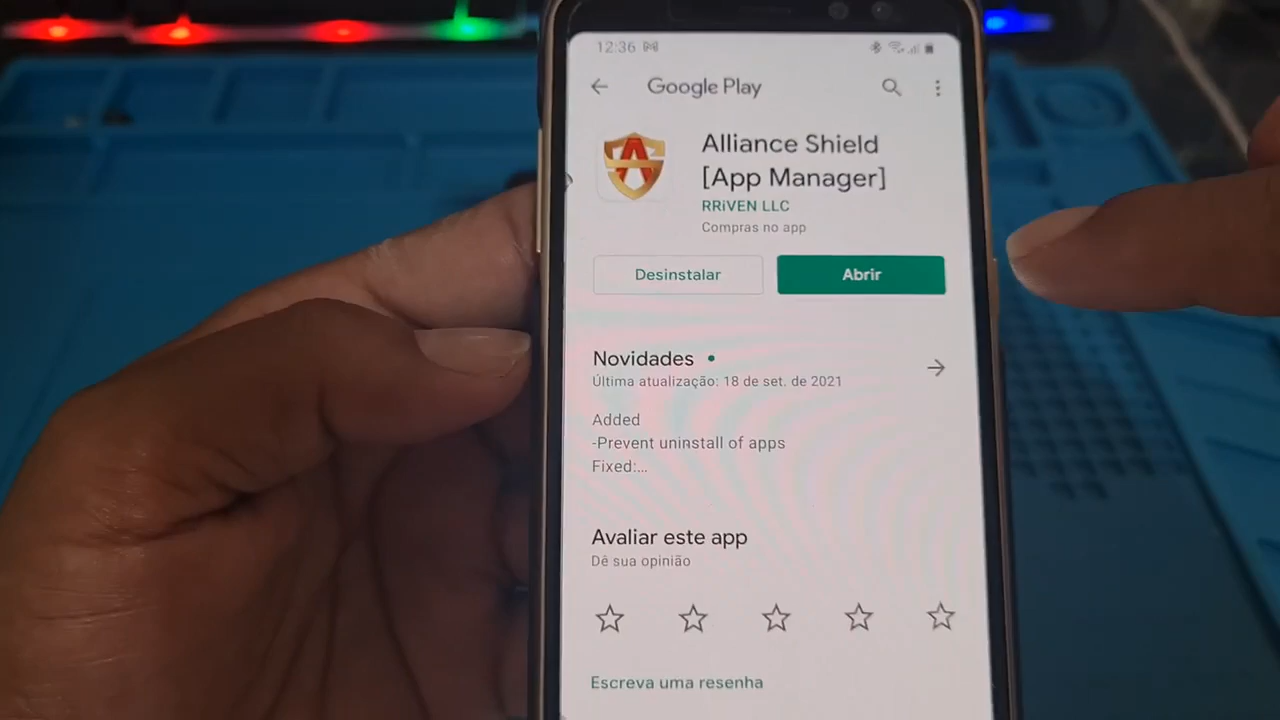 12:36
Google Play
Alliance Shield
[App Manager]
RRiVEN LLC
Compras no app
Desinstalar
Abrir
Novidades •
Última atualização: 18 de set. de 2021
Added
-Prevent uninstall of apps
Fixed:...
Avaliar este app
Dê sua opinião
Escreva uma resenha